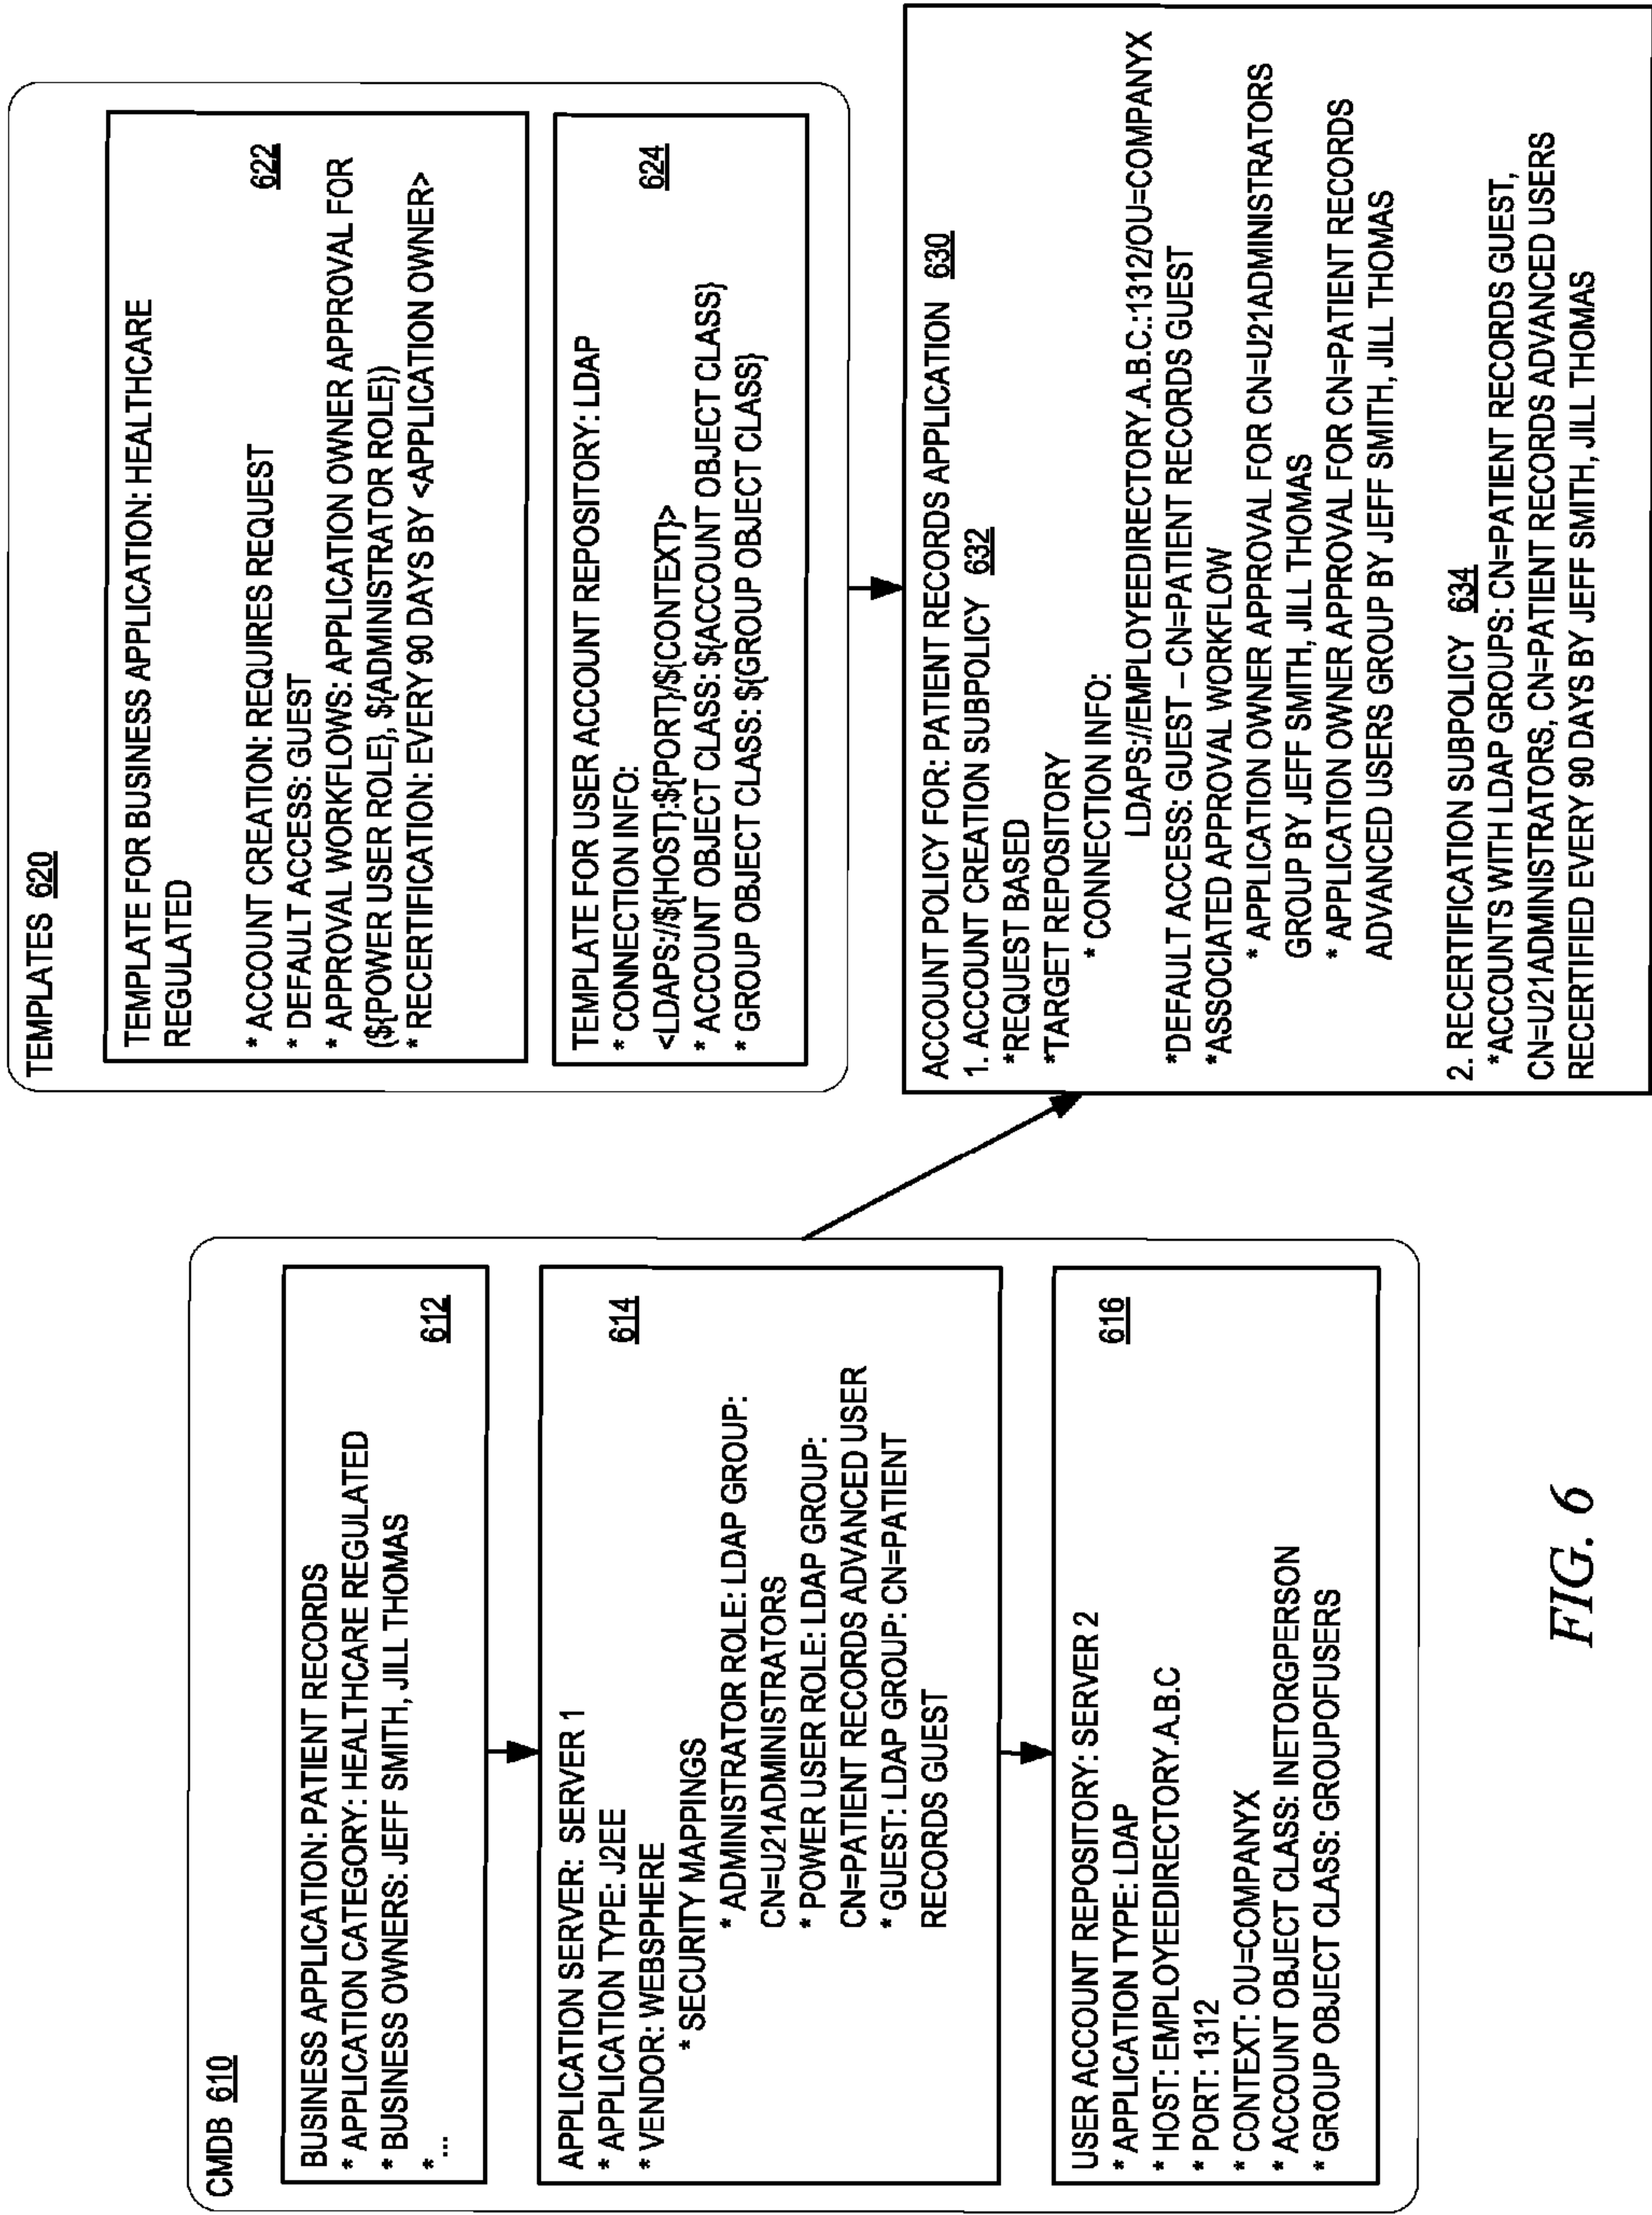 CMDB 610
BUSINESS APPLICATION: PATIENT RECORDS
* APPLICATION CATEGORY: HEALTHCARE REGULATED
* BUSINESS OWNERS: JEFF SMITH, JILL THOMAS
* ...
612
APPLICATION SERVER: SERVER 1
* APPLICATION TYPE: J2EE
* VENDOR: WEBSPHERE
* SECURITY MAPPINGS
* ADMINISTRATOR ROLE: LDAP GROUP:
CN=U21ADMINISTRATORS
* POWER USER ROLE: LDAP GROUP:
CN=PATIENT RECORDS ADVANCED USER
* GUEST: LDAP GROUP: CN=PATIENT
RECORDS GUEST
614
USER ACCOUNT REPOSITORY: SERVER 2
* APPLICATION TYPE: LDAP
* HOST: EMPLOYEEDIRECTORY.A.B.C
* PORT: 1312
* CONTEXT: OU=COMPANYX
* ACCOUNT OBJECT CLASS: INETORGPERSON
* GROUP OBJECT CLASS: GROUPOFUSERS
616
TEMPLATES 620
TEMPLATE FOR BUSINESS APPLICATION: HEALTHCARE
REGULATED
622
* ACCOUNT CREATION: REQUIRES REQUEST
* DEFAULT ACCESS: GUEST
* APPROVAL WORKFLOWS: APPLICATION OWNER APPROVAL FOR
(${POWER USER ROLE}, ${ADMINISTRATOR ROLE})
* RECERTIFICATION: EVERY 90 DAYS BY <APPLICATION OWNER>
TEMPLATE FOR USER ACCOUNT REPOSITORY: LDAP
* CONNECTION INFO:
624
<LDAPS://${HOST}:${PORT}/${CONTEXT}>
* ACCOUNT OBJECT CLASS: ${ACCOUNT OBJECT CLASS}
* GROUP OBJECT CLASS: ${GROUP OBJECT CLASS}
ACCOUNT POLICY FOR: PATIENT RECORDS APPLICATION 630
1. ACCOUNT CREATION SUBPOLICY 632
*REQUEST BASED
*TARGET REPOSITORY
* CONNECTION INFO:
LDAPS://EMPLOYEEDIRECTORY.A.B.C.:1312/OU=COMPANYX
*DEFAULT ACCESS: GUEST – CN=PATIENT RECORDS GUEST
*ASSOCIATED APPROVAL WORKFLOW
* APPLICATION OWNER APPROVAL FOR CN=U21ADMINISTRATORS
GROUP BY JEFF SMITH, JILL THOMAS
* APPLICATION OWNER APPROVAL FOR CN=PATIENT RECORDS
ADVANCED USERS GROUP BY JEFF SMITH, JILL THOMAS
2. RECERTIFICATION SUBPOLICY 634
*ACCOUNTS WITH LDAP GROUPS: CN=PATIENT RECORDS GUEST,
CN=U21ADMINISTRATORS, CN=PATIENT RECORDS ADVANCED USERS
RECERTIFIED EVERY 90 DAYS BY JEFF SMITH, JILL THOMAS
FIG. 6